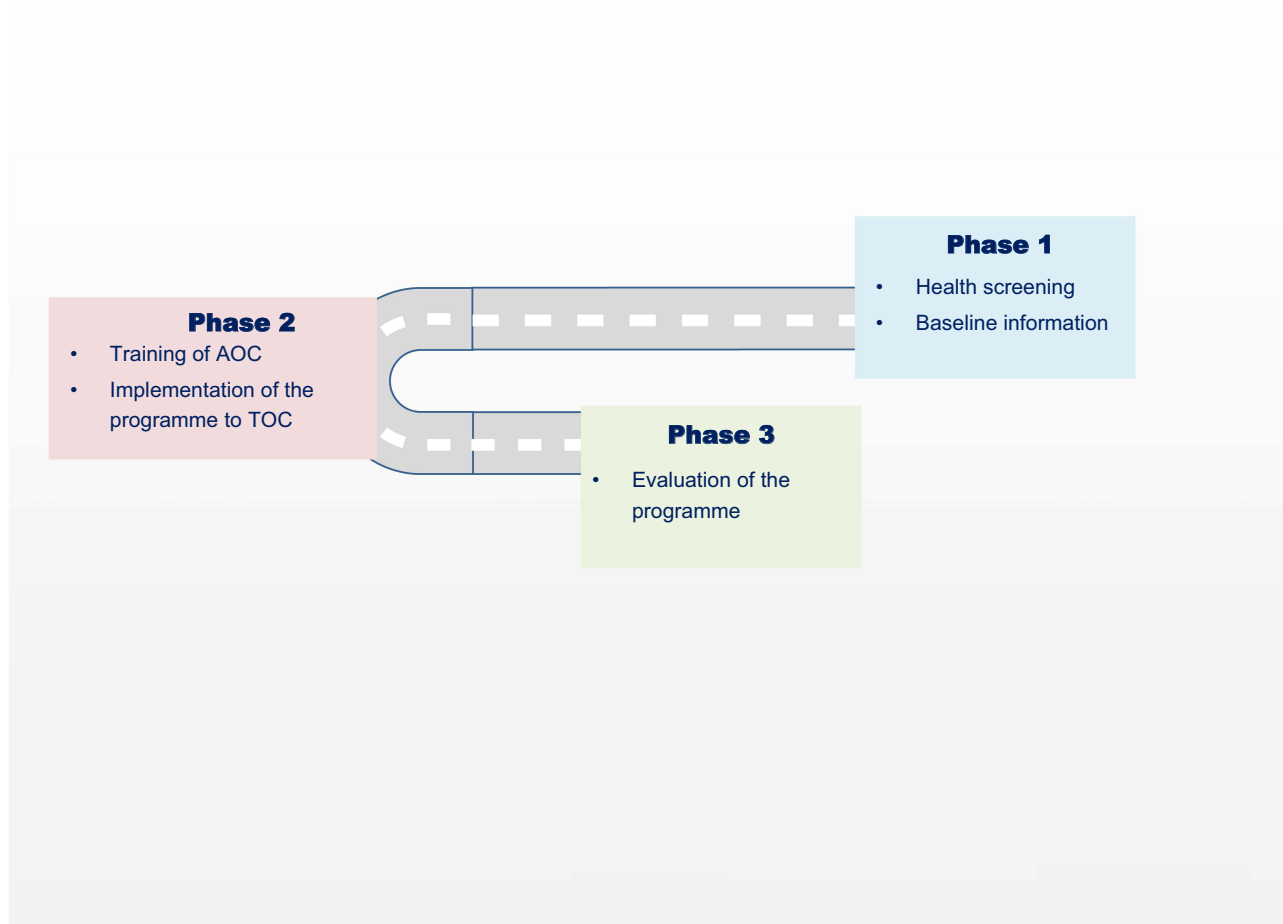 Phase 1
• Health screening
• Baseline information
Phase 2
• Training of AOC
• Implementation of the
programme to TOC
Phase 3
• Evaluation of the
programme